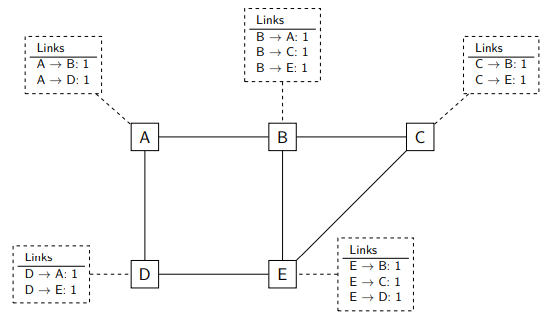 Links
B → A: 1
B → C: 1
B → E: 1
Links
A → B: 1
A → D: 1
Links
C → B: 1
C → E: 1
A
B
C
Links
D → A: 1
D → E: 1
D
E
Links
E → B: 1
E → C: 1
E → D: 1